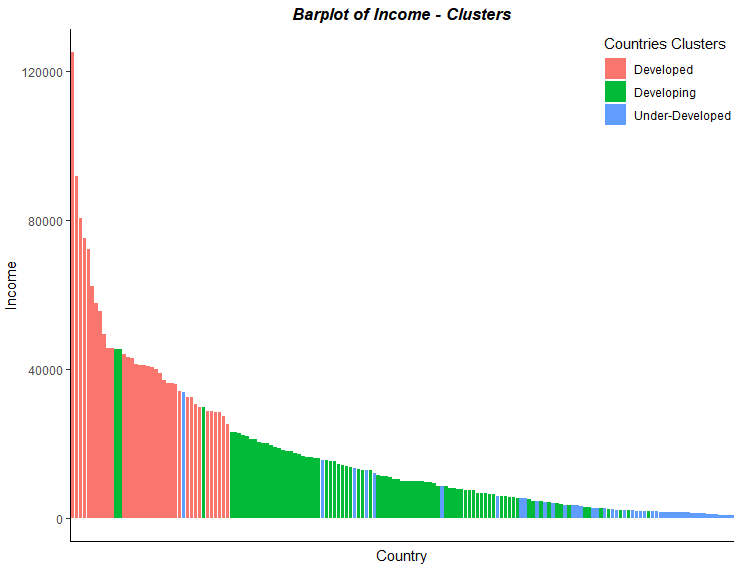 Barplot of Income - Clusters
Countries Clusters
Developed
Developing
Under-Developed
120000
80000
40000
0
Income
Country